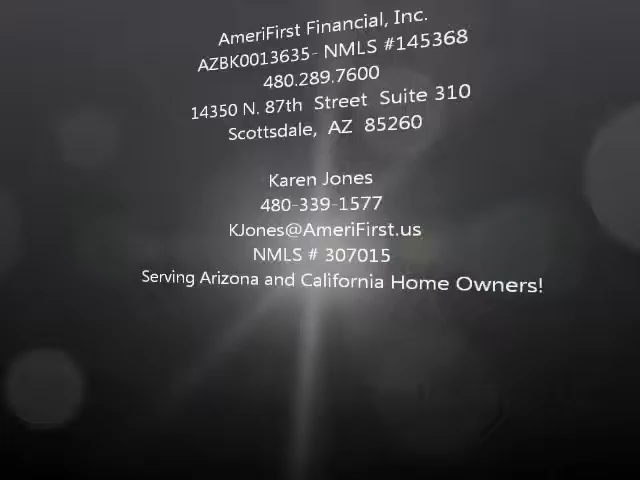 AmeriFirst Financial, Inc.
AZBK0013635- NMLS #145368
480.289.7600
14350 N. 87th Street Suite 310
Scottsdale, AZ 85260
Karen Jones
480-339-1577
KJones@AmeriFirst.us
NMLS # 307015
Serving Arizona and California Home Owners!